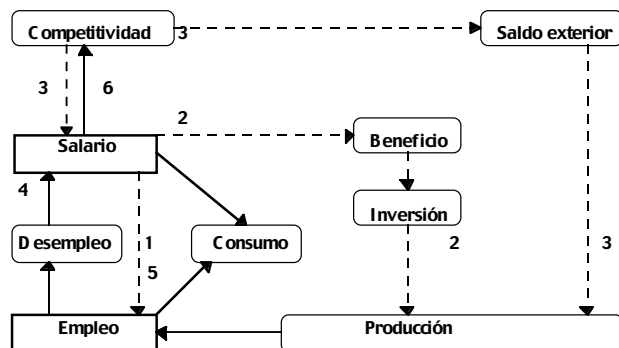 Competitividad
3
Saldo exterior
3
6
2
Salario
Beneficio
4
Inversión
Desempleo
1
Consumo
2
3
5
Empleo
Producción